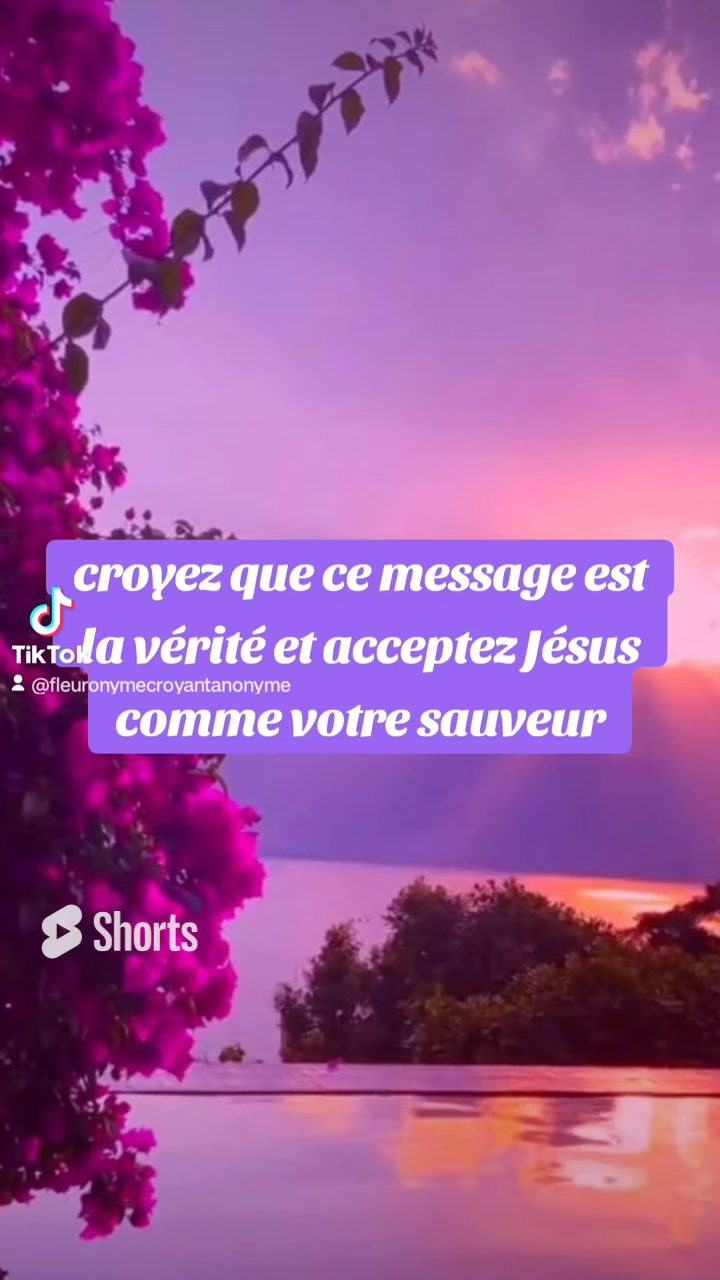 croyez que ce message est
la vérité et acceptez Jésus
comme votre sauveur
TikTok
@fleuronymecroyantanonyme
Shorts